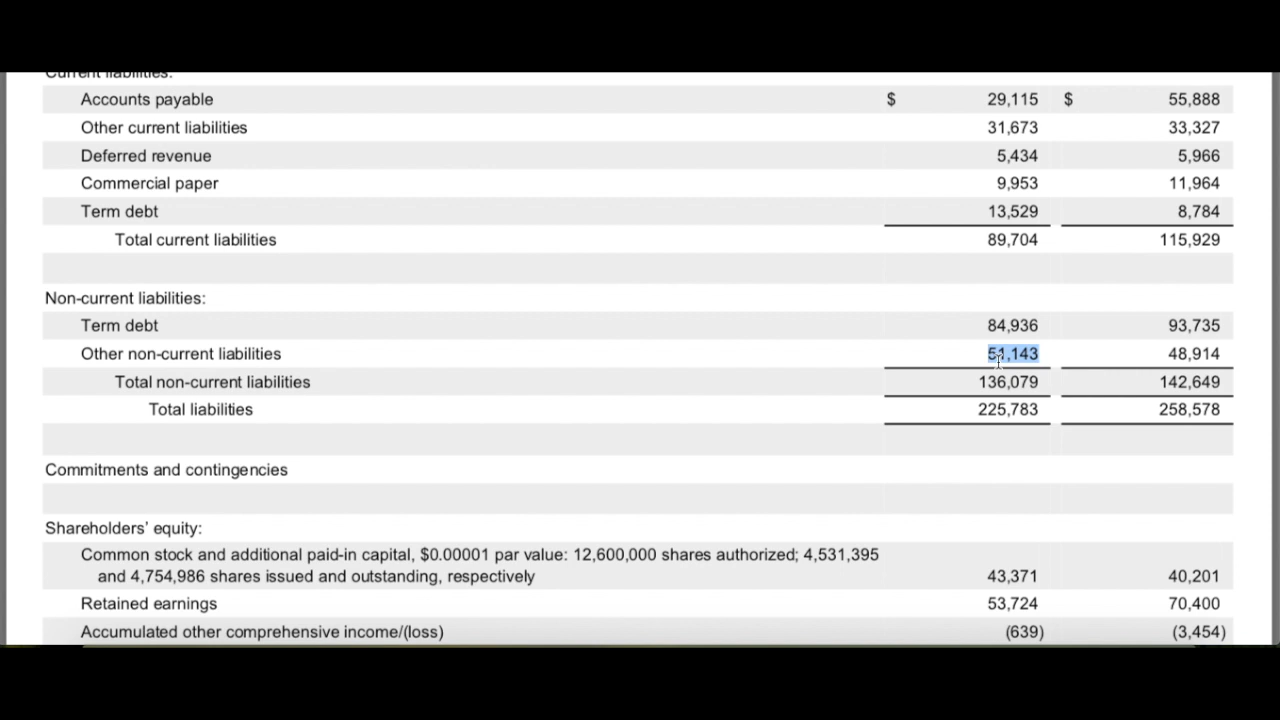 Current liabilities:
Accounts payable $ 29,115 $ 55,888
Other current liabilities 31,673 33,327
Deferred revenue 5,434 5,966
Commercial paper 9,953 11,964
Term debt 13,529 8,784
Total current liabilities 89,704 115,929
Non-current liabilities:
Term debt 84,936 93,735
Other non-current liabilities 51,143 48,914
Total non-current liabilities 136,079 142,649
Total liabilities 225,783 258,578
Commitments and contingencies
Shareholders’ equity:
Common stock and additional paid-in capital, $0.00001 par value: 12,600,000 shares authorized; 4,531,395
and 4,754,986 shares issued and outstanding, respectively 43,371 40,201
Retained earnings 53,724 70,400
Accumulated other comprehensive income/(loss) (639) (3,454)